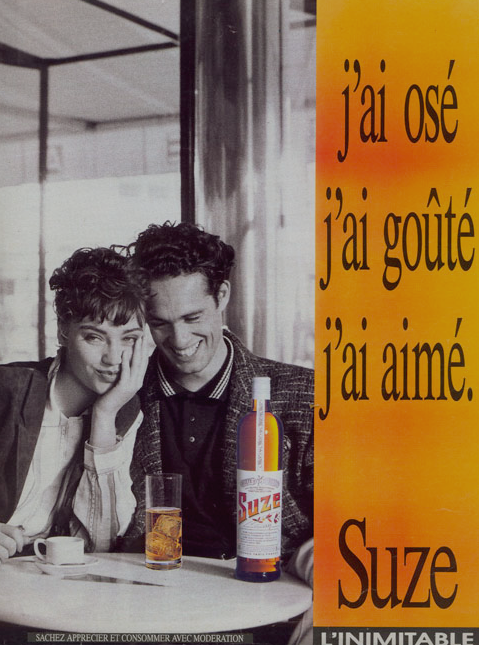 j'ai osé
j'ai goûté
j'ai aimé.
Suze
Suze
L'INIMITABLE
SACHEZ APPRECIER ET CONSOMMER AVEC MODERATION